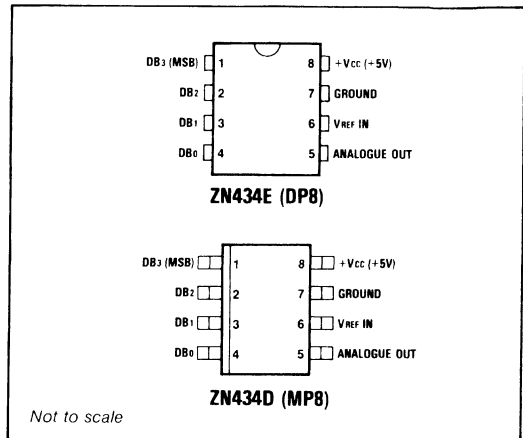 DB3 (MSB) 1 8 +VCC (+5V)
DB2 2 7 GROUND
DB1 3 6 VREF IN
DB0 4 5 ANALOGUE OUT
ZN434E (DP8)
DB3 (MSB) 1 8 +VCC (+5V)
DB2 2 7 GROUND
DB1 3 6 VREF IN
DB0 4 5 ANALOGUE OUT
ZN434D (MP8)
Not to scale